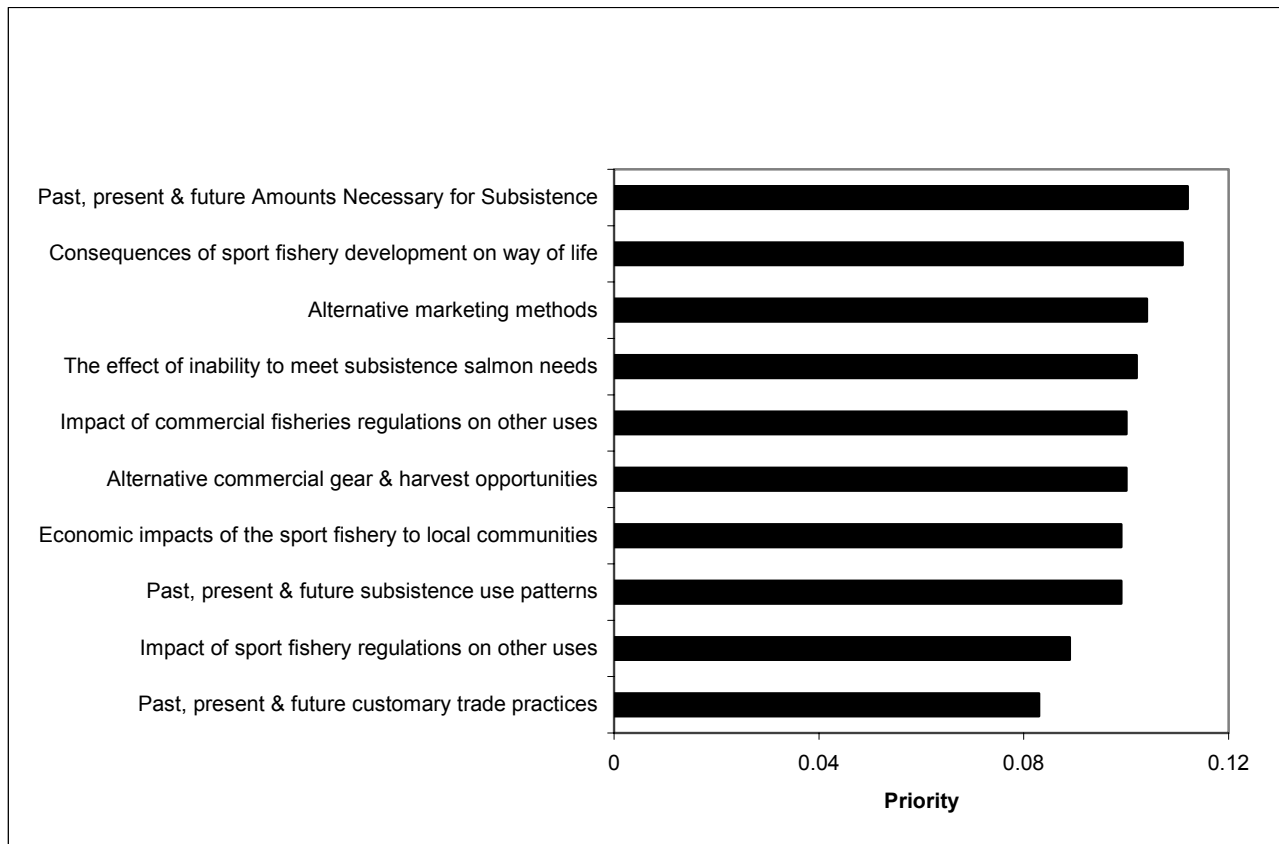 Past, present & future Amounts Necessary for Subsistence
Consequences of sport fishery development on way of life
Alternative marketing methods
The effect of inability to meet subsistence salmon needs
Impact of commercial fisheries regulations on other uses
Alternative commercial gear & harvest opportunities
Economic impacts of the sport fishery to local communities
Past, present & future subsistence use patterns
Impact of sport fishery regulations on other uses
Past, present & future customary trade practices
0 0.04 0.08 0.12
Priority